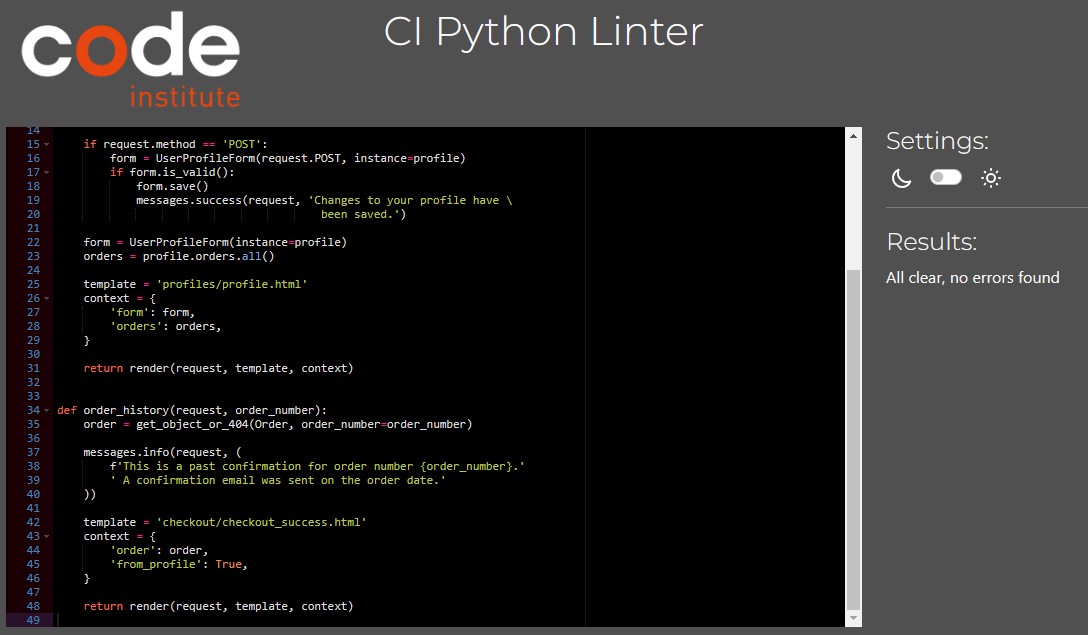 code
institute
CI Python Linter
14
15 if request.method == 'POST':
16 form = UserProfileForm(request.POST, instance=profile)
17 if form.is_valid():
18 form.save()
19 messages.success(request, 'Changes to your profile have \
20 been saved.')
21
22 form = UserProfileForm(instance=profile)
23 orders = profile.orders.all()
24
25 template = 'profiles/profile.html'
26 context = {
27 'form': form,
28 'orders': orders,
29 }
30
31 return render(request, template, context)
32
33
34 def order_history(request, order_number):
35 order = get_object_or_404(Order, order_number=order_number)
36
37 messages.info(request, (
38 f'This is a past confirmation for order number {order_number}.'
39 ' A confirmation email was sent on the order date.'
40 ))
41
42 template = 'checkout/checkout_success.html'
43 context = {
44 'order': order,
45 'from_profile': True,
46 }
47
48 return render(request, template, context)
49
Settings:
Results:
All clear, no errors found